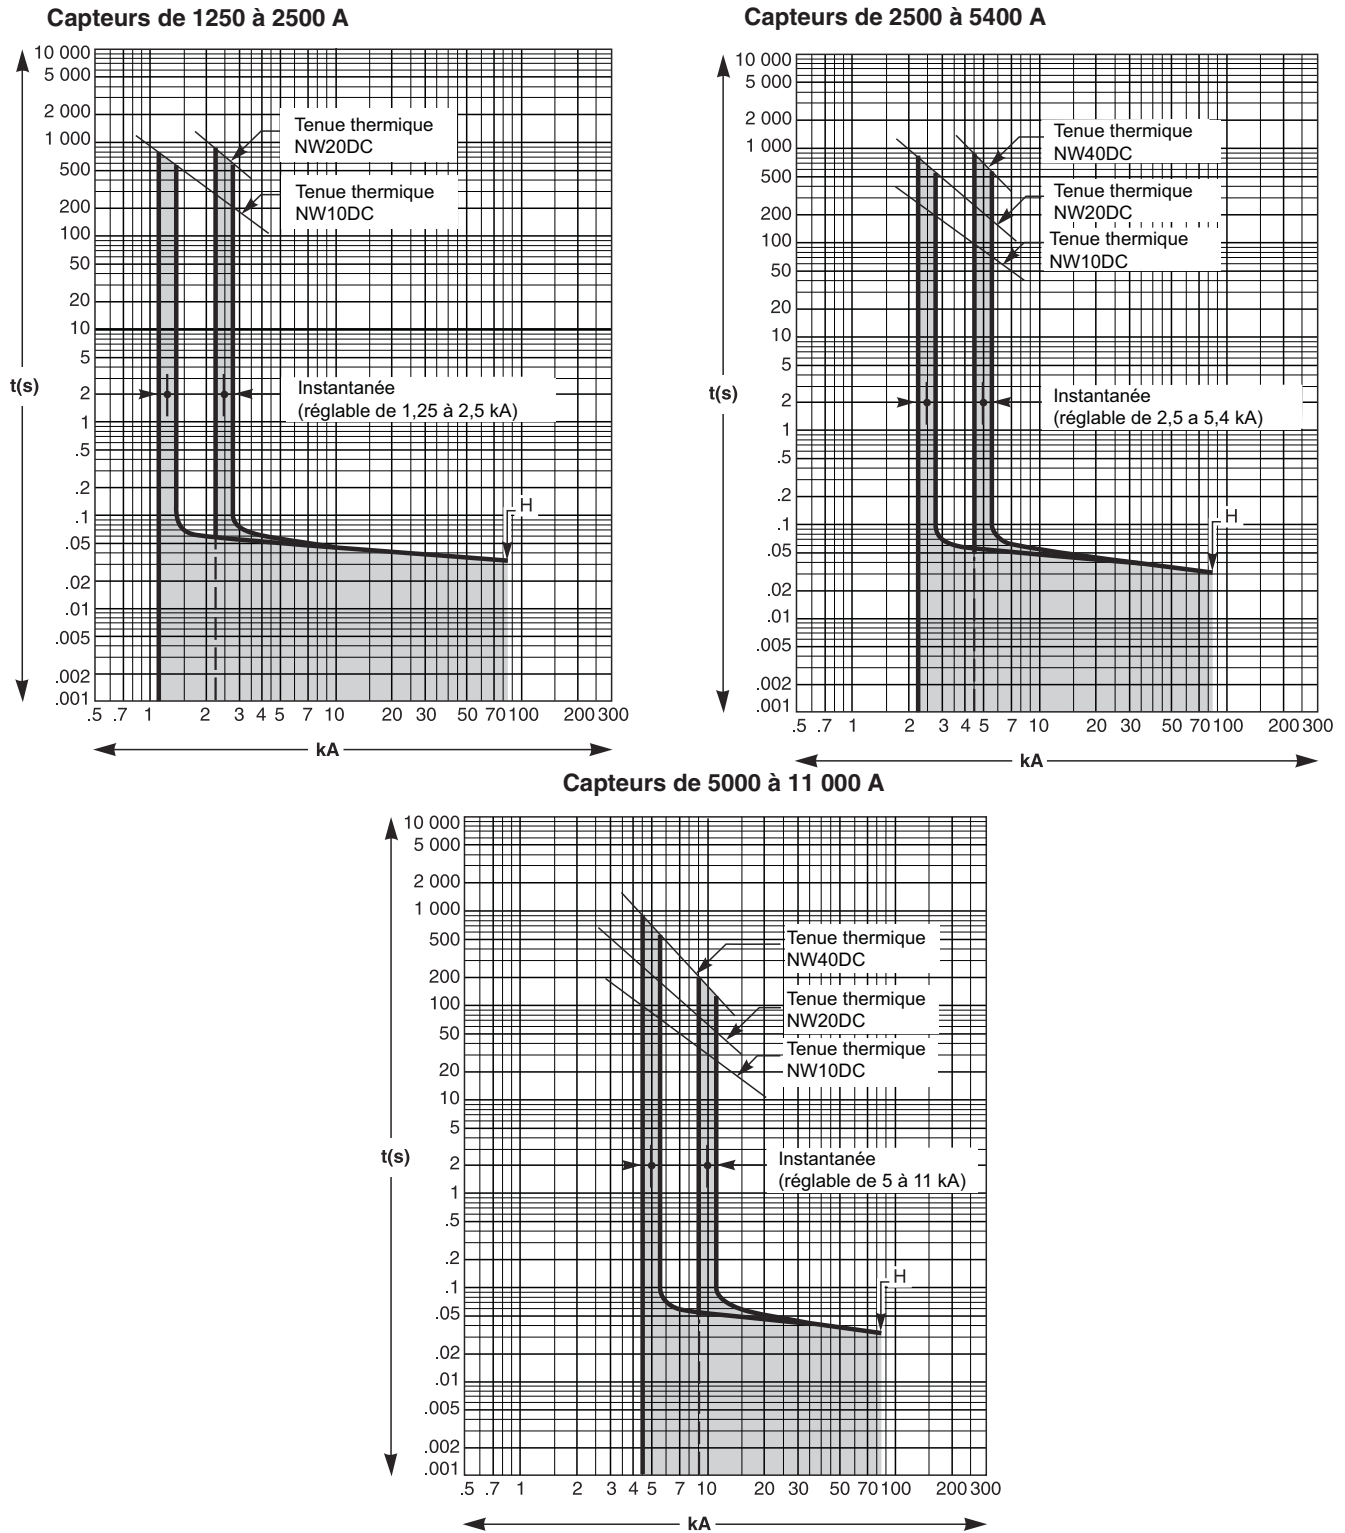 Capteurs de 1250 à 2500 A
10 000
5 000
2 000
1 000
500
200
100
50
20
10
5
2
1
.5
.2
.1
.05
.02
.01
.005
.002
.001
t(s)
Tenue thermique
NW20DC
Tenue thermique
NW10DC
Instantanée
(réglable de 1,25 à 2,5 kA)
H
.5 .7 1 2 3 4 5 7 10 20 30 50 70 100 200 300
kA
Capteurs de 2500 à 5400 A
10 000
5 000
2 000
1 000
500
200
100
50
20
10
5
2
1
.5
.2
.1
.05
.02
.01
.005
.002
.001
t(s)
Tenue thermique
NW40DC
Tenue thermique
NW20DC
Tenue thermique
NW10DC
Instantanée
(réglable de 2,5 a 5,4 kA)
H
.5 .7 1 2 3 4 5 7 10 20 30 50 70 100 200 300
kA
Capteurs de 5000 à 11 000 A
10 000
5 000
2 000
1 000
500
200
100
50
20
10
5
2
1
.5
.2
.1
.05
.02
.01
.005
.002
.001
t(s)
Tenue thermique
NW40DC
Tenue thermique
NW20DC
Tenue thermique
NW10DC
Instantanée
(réglable de 5 à 11 kA)
H
.5 .7 1 2 3 4 5 7 10 20 30 50 70 100 200 300
kA